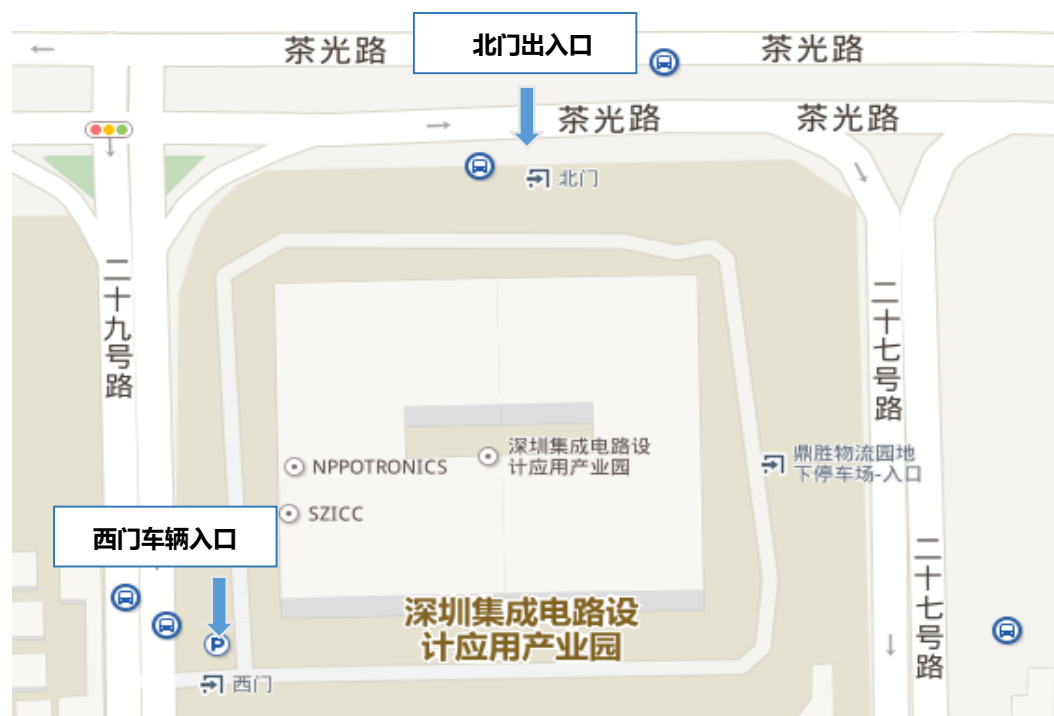 北门出入口
茶光路
茶光路
茶光路
茶光路
北门
二十九号路
二十七号路
深圳集成电路设
计应用产业园
NPPOTRONICS
鼎胜物流园地
下停车场-入口
SZICC
西门车辆入口
二十七号路
深圳集成电路设
计应用产业园
P
西门